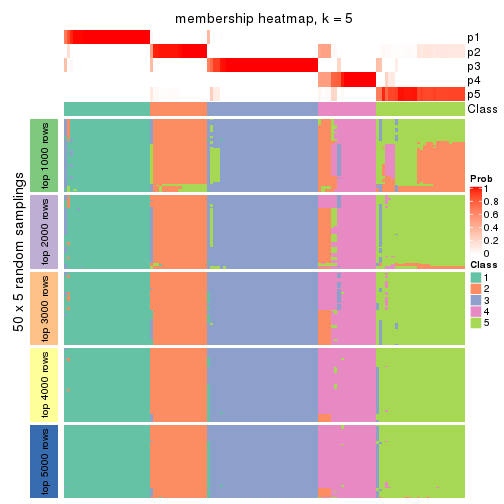 membership heatmap, k = 5
p1
p2
p3
p4
p5
Class
50 x 5 random samplings
top 1000 rows
top 2000 rows
top 3000 rows
top 4000 rows
top 5000 rows
Prob
1
0.8
0.6
0.4
0.2
0
Class
1
2
3
4
5